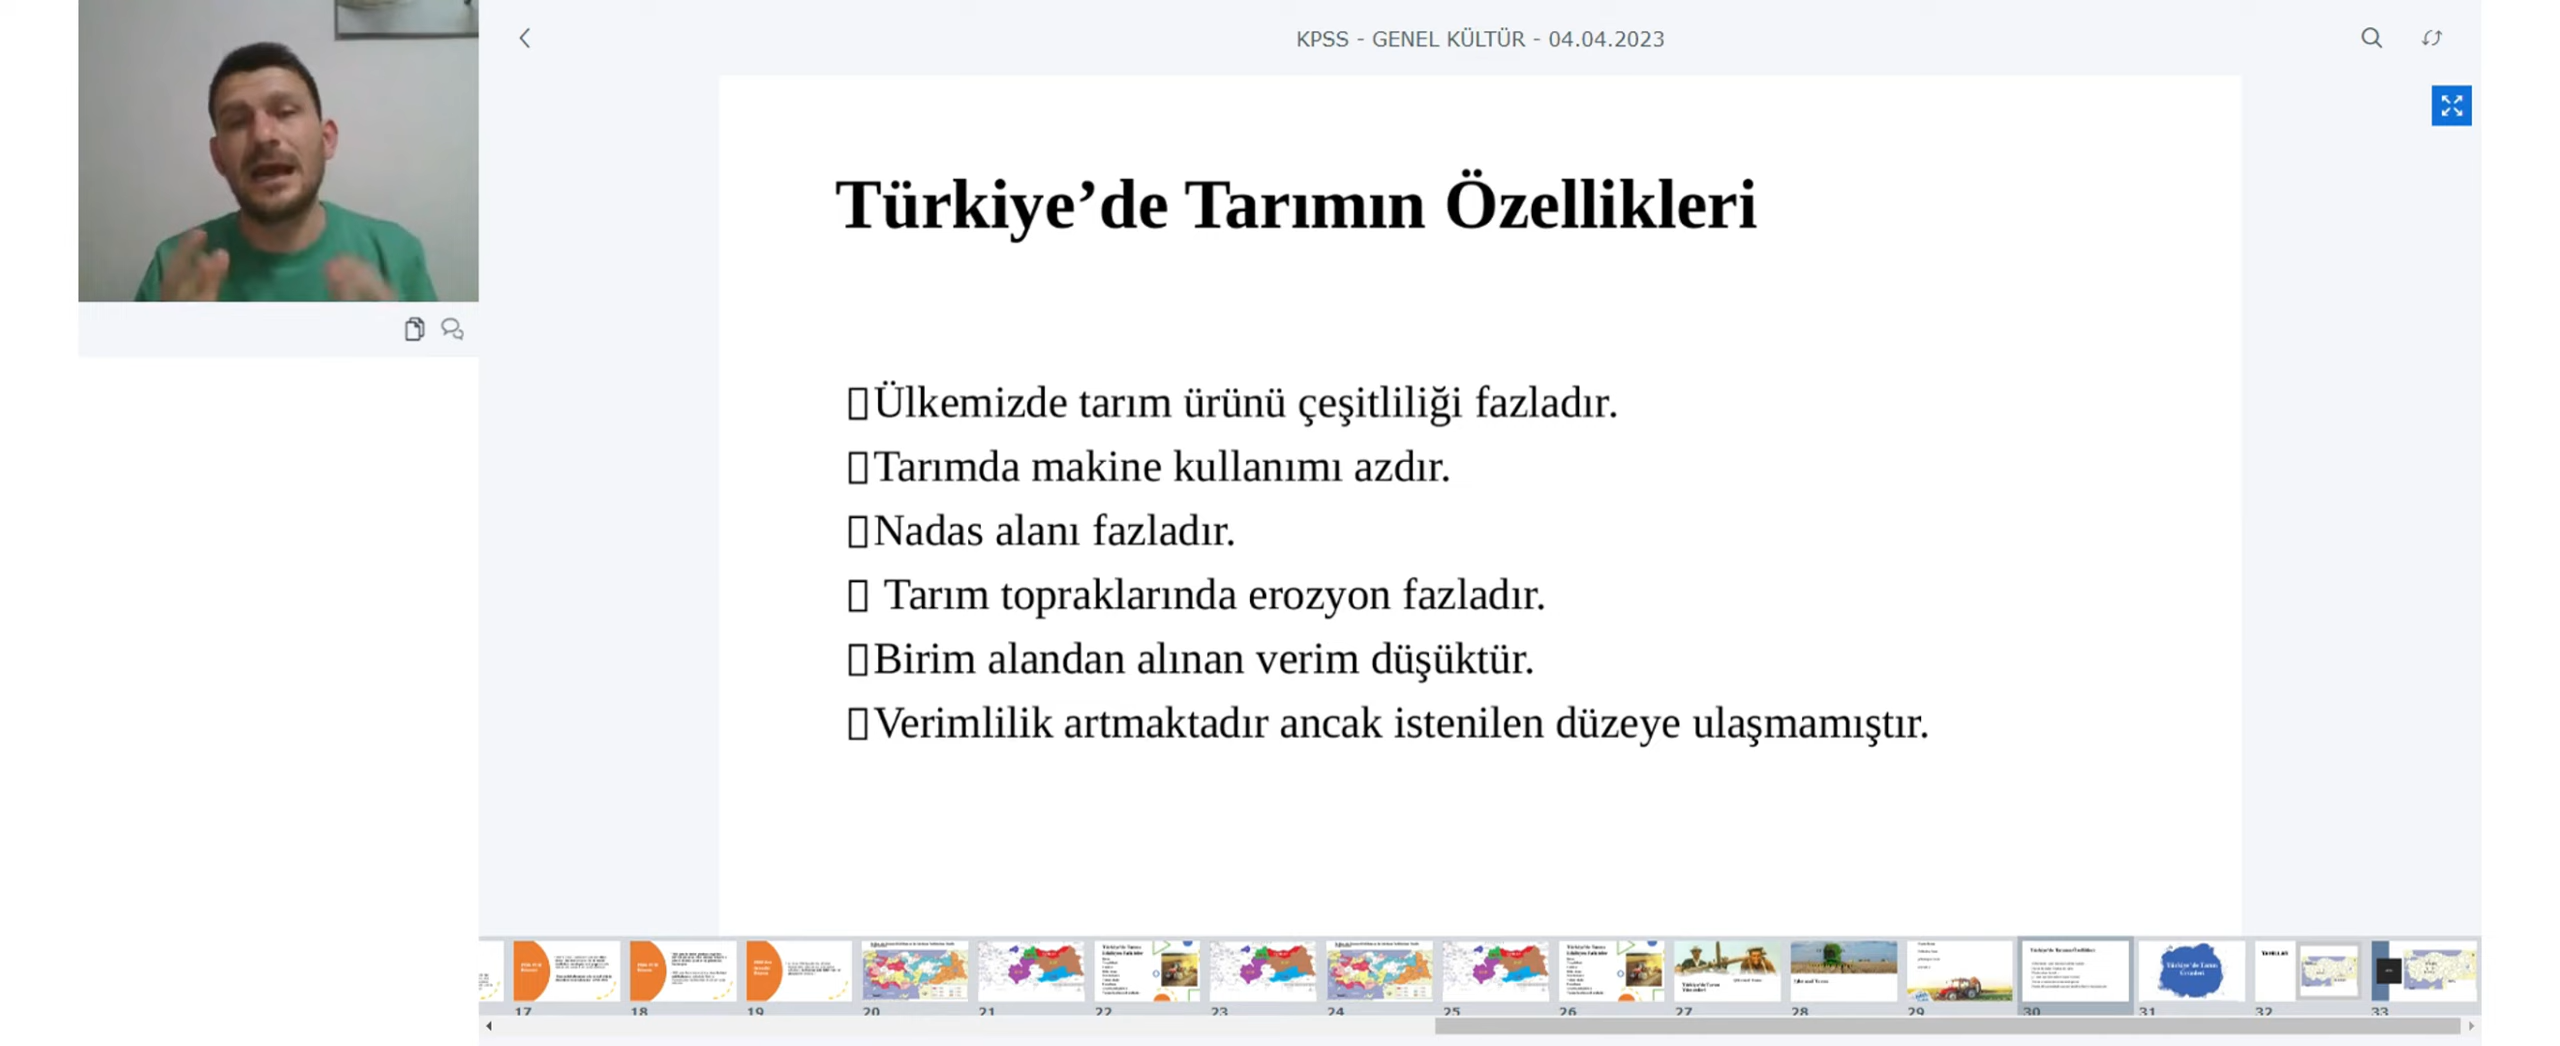 KPSS - GENEL KÜLTÜR - 04.04.2023
Türkiye’de Tarımın Özellikleri
Ülkemizde tarım ürünü çeşitliliği fazladır.
Tarımda makine kullanımı azdır.
Nadas alanı fazladır.
Tarım topraklarında erozyon fazladır.
Birim alandan alınan verim düşüktür.
Verimlilik artmaktadır ancak istenilen düzeye ulaşmamıştır.
17 18 19 20 21 22 23 24 25 26 27 28 29 30 31 32 33